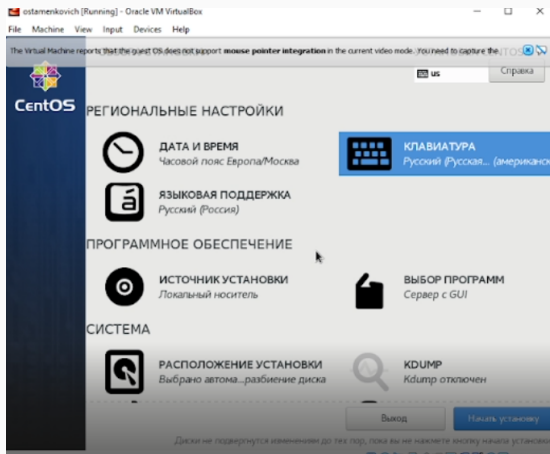 ostamenkovich [Running] - Oracle VM VirtualBox
File Machine View Input Devices Help
The Virtual Machine reports that the guest OS does not support mouse pointer integration in the current video mode. You need to capture the
us
Справка
CentOS
РЕГИОНАЛЬНЫЕ НАСТРОЙКИ
ДАТА И ВРЕМЯ
Часовой пояс Европа/Москва
КЛАВИАТУРА
Русский (Русская... (американск
ЯЗЫКОВАЯ ПОДДЕРЖКА
Русский (Россия)
ПРОГРАММНОЕ ОБЕСПЕЧЕНИЕ
ИСТОЧНИК УСТАНОВКИ
Локальный носитель
ВЫБОР ПРОГРАММ
Сервер с GUI
СИСТЕМА
РАСПОЛОЖЕНИЕ УСТАНОВКИ
Выбрано автома...разбиение диска
KDUMP
Kdump отключен
Выход
Начать установку
Диски не подвергнутся изменениям до тех пор, пока вы не нажмете кнопку начала установки